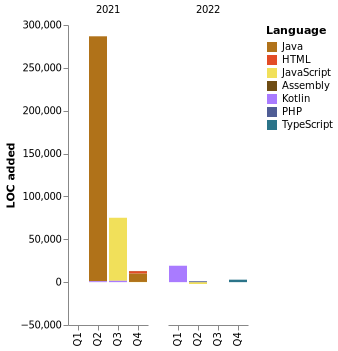 2021 2022
300,000
250,000
200,000
150,000
100,000
50,000
0
−50,000
LOC added
Q1 Q2 Q3 Q4 Q1 Q2 Q3 Q4
Language
Java
HTML
JavaScript
Assembly
Kotlin
PHP
TypeScript